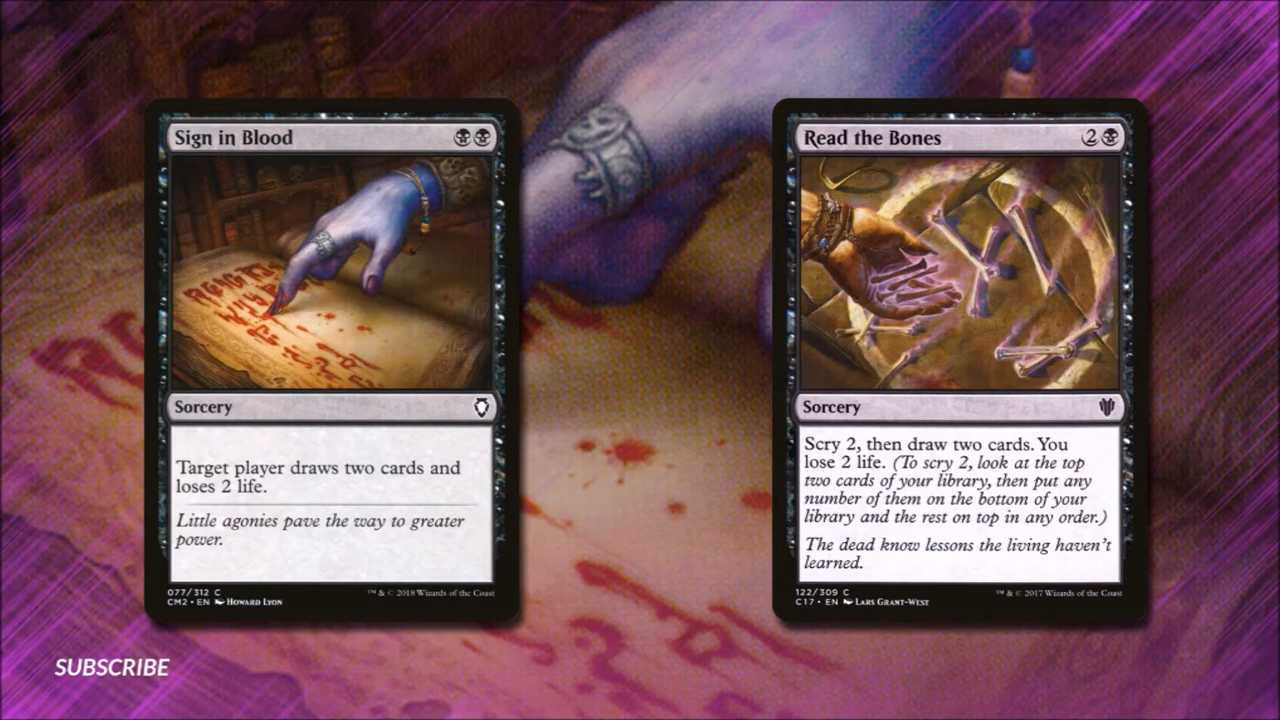 Sign in Blood
Sorcery
Target player draws two cards and
loses 2 life.
Little agonies pave the way to greater
power.
077/312 C
CM2 • EN Howard Lyon
™ & © 2018 Wizards of the Coast
Read the Bones
2
Sorcery
Scry 2, then draw two cards. You
lose 2 life. (To scry 2, look at the top
two cards of your library, then put any
number of them on the bottom of your
library and the rest on top in any order.)
The dead know lessons the living haven't
learned.
122/309 C
C17 • EN Lars Grant-West
™ & © 2017 Wizards of the Coast
SUBSCRIBE